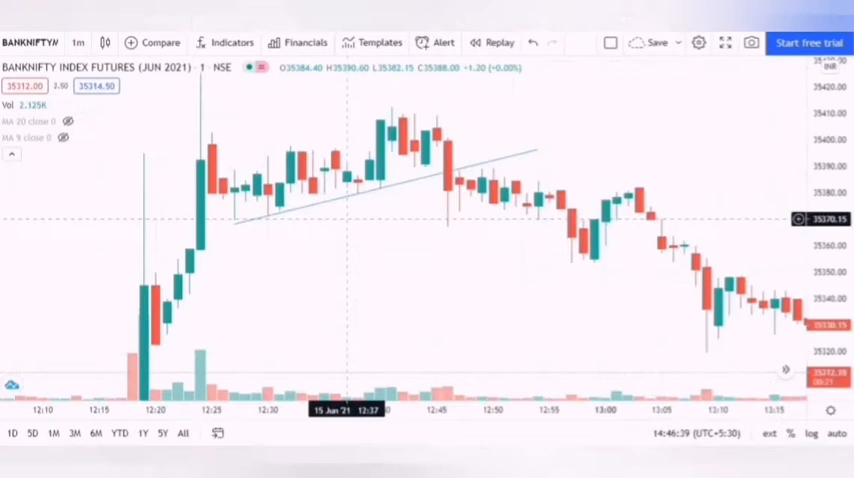 BANKNIFTY 1m Compare Indicators Financials Templates Alert Replay Save Start free trial
BANKNIFTY INDEX FUTURES (JUN 2021) · 1 · NSE O35384.40 H35390.60 L35382.15 C35388.00 +1.20 (+0.00%)
INR
35312.00 2.50 35314.50
35420.00
Vol 2.125K
MA 20 close 0
MA 9 close 0
35400.00
35390.00
35380.00
35370.15
35360.00
35350.00
35340.00
35330.15
35320.00
35312.10
00:21
12:10 12:15 12:20 12:25 12:30 15 Jun '21 12:37 12:45 12:50 12:55 13:00 13:05 13:10 13:15
1D 5D 1M 3M 6M YTD 1Y 5Y All 14:46:39 (UTC+5:30) ext % log auto